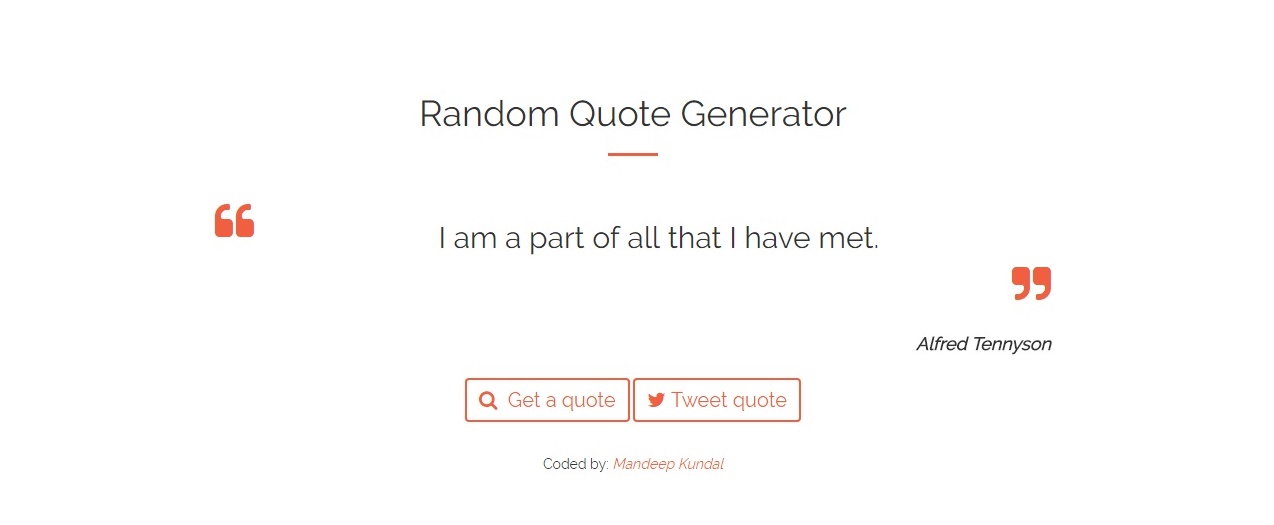 Random Quote Generator
I am a part of all that I have met.
Alfred Tennyson
Get a quote Tweet quote
Coded by: Mandeep Kundal